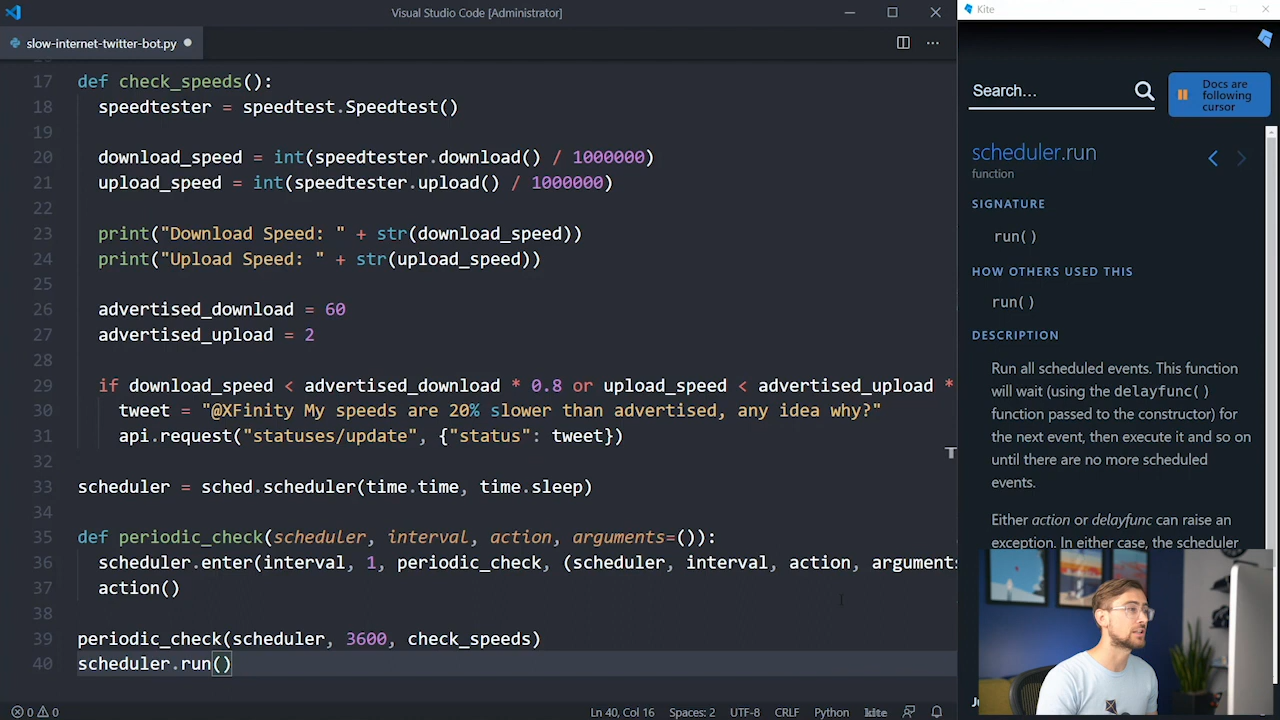 Visual Studio Code [Administrator]
slow-internet-twitter-bot.py
17 def check_speeds():
18 speedtester = speedtest.Speedtest()
19
20 download_speed = int(speedtester.download() / 1000000)
21 upload_speed = int(speedtester.upload() / 1000000)
22
23 print("Download Speed: " + str(download_speed))
24 print("Upload Speed: " + str(upload_speed))
25
26 advertised_download = 60
27 advertised_upload = 2
28
29 if download_speed < advertised_download * 0.8 or upload_speed < advertised_upload *
30 tweet = "@XFinity My speeds are 20% slower than advertised, any idea why?"
31 api.request("statuses/update", {"status": tweet})
32
33 scheduler = sched.scheduler(time.time, time.sleep)
34
35 def periodic_check(scheduler, interval, action, arguments=()):
36 scheduler.enter(interval, 1, periodic_check, (scheduler, interval, action, arguments
37 action()
38
39 periodic_check(scheduler, 3600, check_speeds)
40 scheduler.run()
0 0
Ln 40, Col 16 Spaces: 2 UTF-8 CRLF Python kite
Kite
Search...
Docs are
following
cursor
scheduler.run
function
SIGNATURE
run()
HOW OTHERS USED THIS
run()
DESCRIPTION
Run all scheduled events. This function
will wait (using the delayfunc()
function passed to the constructor) for
the next event, then execute it and so on
until there are no more scheduled
events.
Either action or delayfunc can raise an
exception. In either case, the scheduler